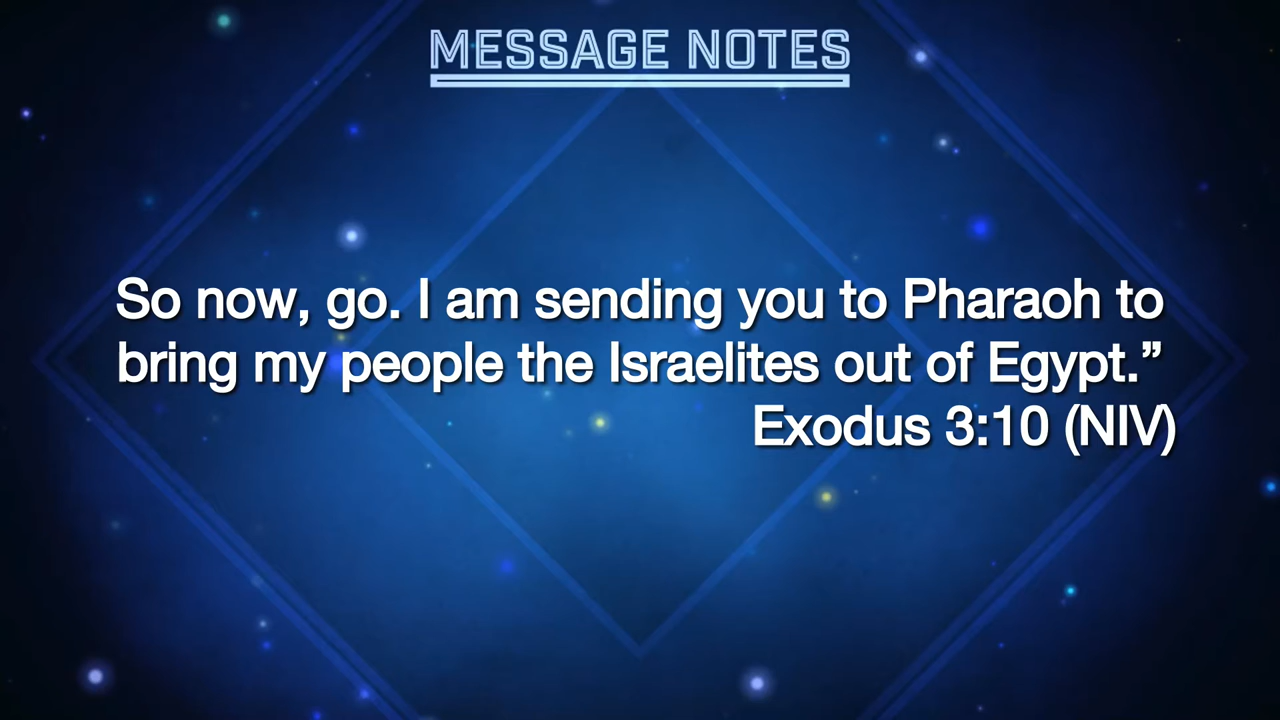 MESSAGE NOTES
So now, go. I am sending you to Pharaoh to
bring my people the Israelites out of Egypt.”
Exodus 3:10 (NIV)